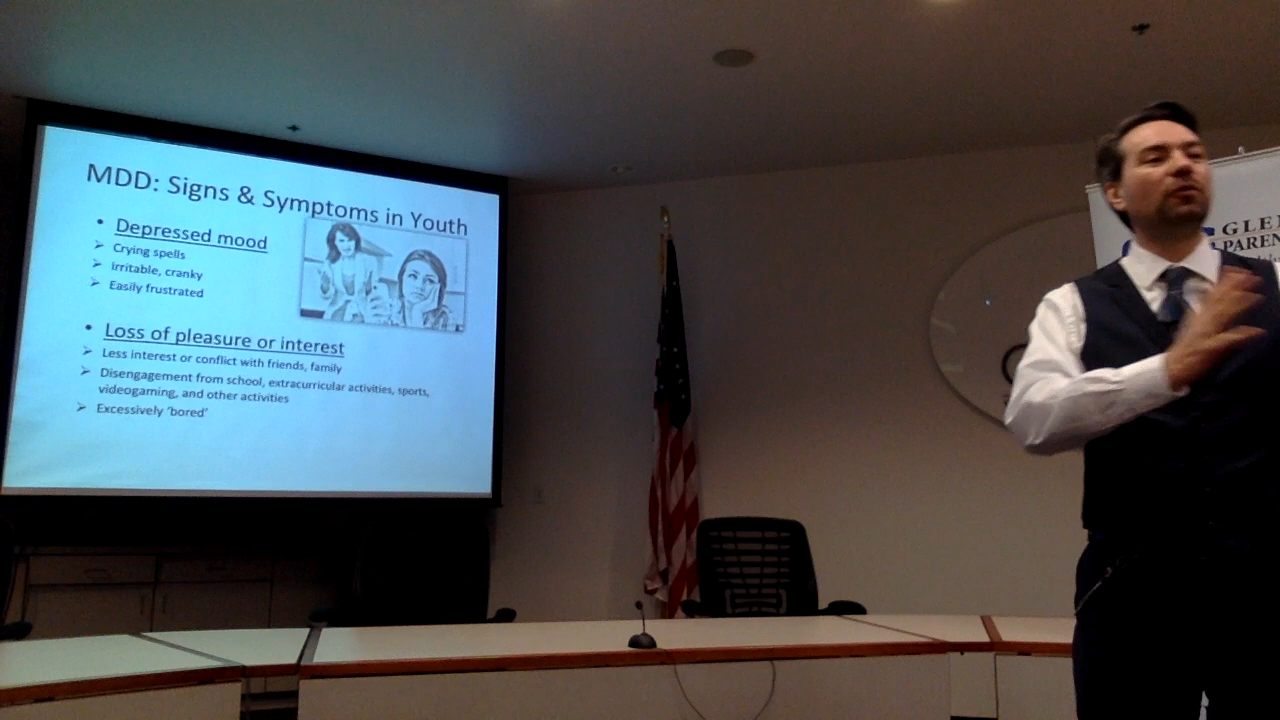 MDD: Signs & Symptoms in Youth
• Depressed mood
➢ Crying spells
➢ Irritable, cranky
➢ Easily frustrated
• Loss of pleasure or interest
➢ Less interest or conflict with friends, family
➢ Disengagement from school, extracurricular activities, sports,
videogaming, and other activities
➢ Excessively ‘bored’
GLE
PAREN